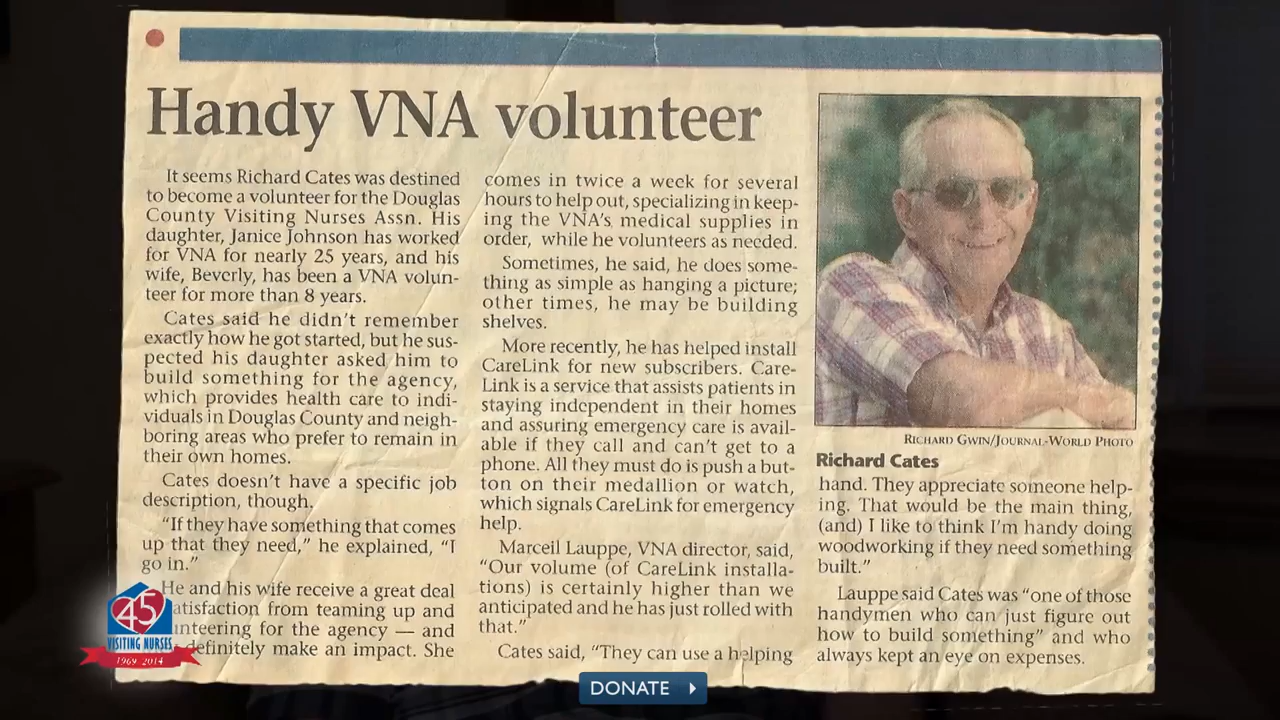 Handy VNA volunteer
It seems Richard Cates was destined
to become a volunteer for the Douglas
County Visiting Nurses Assn. His
daughter, Janice Johnson has worked
for VNA for nearly 25 years, and his
wife, Beverly, has been a VNA volun-
teer for more than 8 years.
Cates said he didn't remember
exactly how he got started, but he sus-
pected his daughter asked him to
build something for the agency,
which provides health care to indi-
viduals in Douglas County and neigh-
boring areas who prefer to remain in
their own homes.
Cates doesn't have a specific job
description, though.
"If they have something that comes
up that they need," he explained, "I
go in."
He and his wife receive a great deal
atisfaction from teaming up and
unteering for the agency — and
definitely make an impact. She
comes in twice a week for several
hours to help out, specializing in keep-
ing the VNA's medical supplies in
order, while he volunteers as needed.
Sometimes, he said, he does some-
thing as simple as hanging a picture;
other times, he may be building
shelves.
More recently, he has helped install
CareLink for new subscribers. Care-
Link is a service that assists patients in
staying independent in their homes
and assuring emergency care is avail-
able if they call and can't get to a
phone. All they must do is push a but-
ton on their medallion or watch,
which signals CareLink for emergency
help.
Marceil Lauppe, VNA director, said,
"Our volume (of CareLink installa-
tions) is certainly higher than we
anticipated and he has just rolled with
that."
Cates said, "They can use a helping
RICHARD GWIN/JOURNAL-WORLD PHOTO
Richard Cates
hand. They appreciate someone help-
ing. That would be the main thing,
(and) I like to think I'm handy doing
woodworking if they need something
built."
Lauppe said Cates was "one of those
handymen who can just figure out
how to build something" and who
always kept an eye on expenses.
45
VISITING NURSES
1969 2014
DONATE